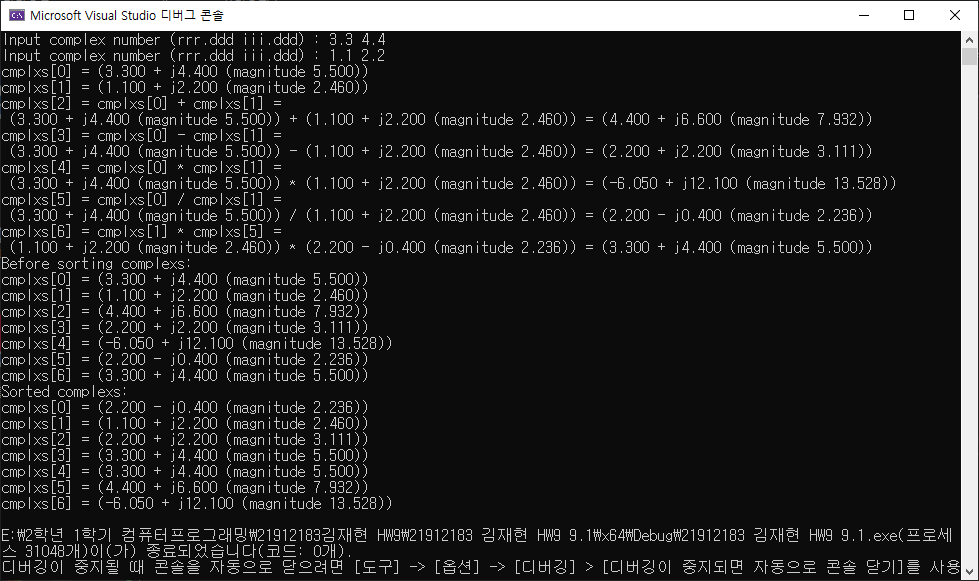 Microsoft Visual Studio 디버그 콘솔
Input complex number (rrr.ddd iii.ddd) : 3.3 4.4
Input complex number (rrr.ddd iii.ddd) : 1.1 2.2
cmplxs[0] = (3.300 + j4.400 (magnitude 5.500))
cmplxs[1] = (1.100 + j2.200 (magnitude 2.460))
cmplxs[2] = cmplxs[0] + cmplxs[1] =
 (3.300 + j4.400 (magnitude 5.500)) + (1.100 + j2.200 (magnitude 2.460)) = (4.400 + j6.600 (magnitude 7.932))
cmplxs[3] = cmplxs[0] - cmplxs[1] =
 (3.300 + j4.400 (magnitude 5.500)) - (1.100 + j2.200 (magnitude 2.460)) = (2.200 + j2.200 (magnitude 3.111))
cmplxs[4] = cmplxs[0] * cmplxs[1] =
 (3.300 + j4.400 (magnitude 5.500)) * (1.100 + j2.200 (magnitude 2.460)) = (-6.050 + j12.100 (magnitude 13.528))
cmplxs[5] = cmplxs[0] / cmplxs[1] =
 (3.300 + j4.400 (magnitude 5.500)) / (1.100 + j2.200 (magnitude 2.460)) = (2.200 - j0.400 (magnitude 2.236))
cmplxs[6] = cmplxs[1] * cmplxs[5] =
 (1.100 + j2.200 (magnitude 2.460)) * (2.200 - j0.400 (magnitude 2.236)) = (3.300 + j4.400 (magnitude 5.500))
Before sorting complexs:
cmplxs[0] = (3.300 + j4.400 (magnitude 5.500))
cmplxs[1] = (1.100 + j2.200 (magnitude 2.460))
cmplxs[2] = (4.400 + j6.600 (magnitude 7.932))
cmplxs[3] = (2.200 + j2.200 (magnitude 3.111))
cmplxs[4] = (-6.050 + j12.100 (magnitude 13.528))
cmplxs[5] = (2.200 - j0.400 (magnitude 2.236))
cmplxs[6] = (3.300 + j4.400 (magnitude 5.500))
Sorted complexs:
cmplxs[0] = (2.200 - j0.400 (magnitude 2.236))
cmplxs[1] = (1.100 + j2.200 (magnitude 2.460))
cmplxs[2] = (2.200 + j2.200 (magnitude 3.111))
cmplxs[3] = (3.300 + j4.400 (magnitude 5.500))
cmplxs[4] = (3.300 + j4.400 (magnitude 5.500))
cmplxs[5] = (4.400 + j6.600 (magnitude 7.932))
cmplxs[6] = (-6.050 + j12.100 (magnitude 13.528))
E:₩2학년 1학기 컴퓨터프로그래밍₩21912183김재현 HW9₩21912183 김재현 HW9 9.1₩x64₩Debug₩21912183 김재현 HW9 9.1.exe(프로세
스 31048개)이(가) 종료되었습니다(코드: 0개).
디버깅이 중지될 때 콘솔을 자동으로 닫으려면 [도구] -> [옵션] -> [디버깅] > [디버깅이 중지되면 자동으로 콘솔 닫기]를 사용